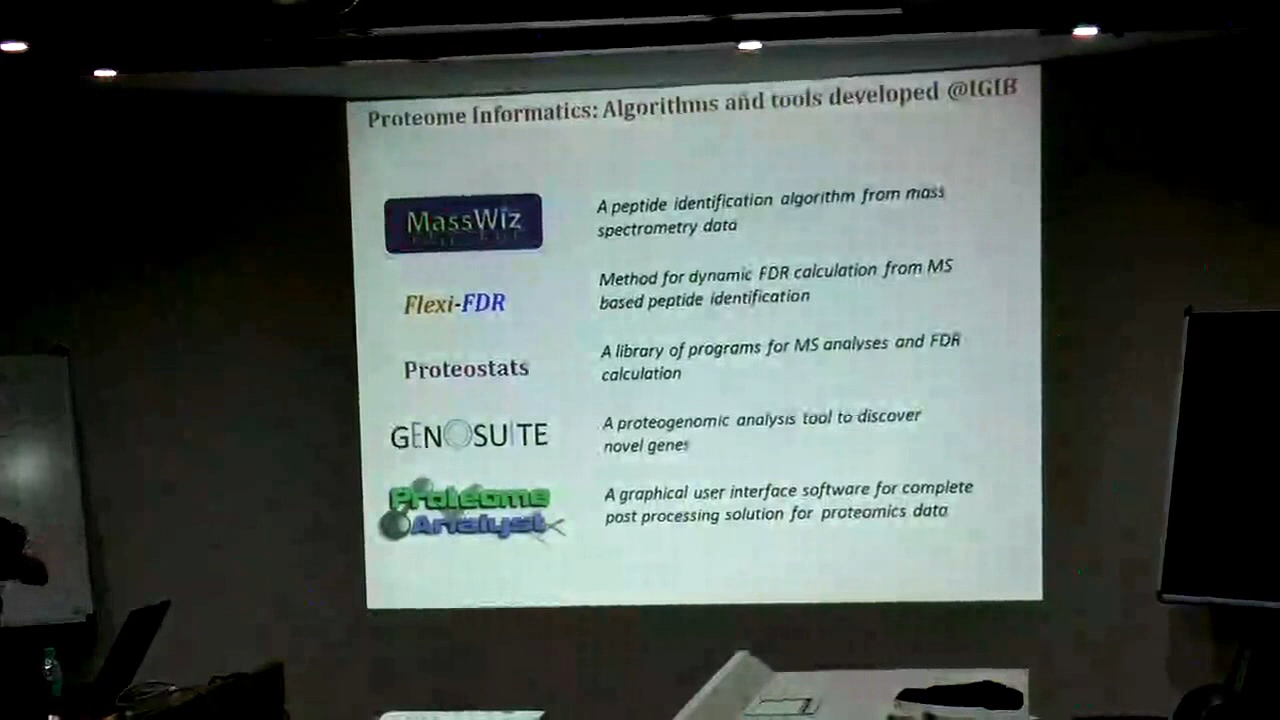 Proteome Informatics: Algorithms and tools developed @IGIB
MassWiz
A peptide identification algorithm from mass
spectrometry data
Flexi-FDR
Method for dynamic FDR calculation from MS
based peptide identification
Proteostats
A library of programs for MS analyses and FDR
calculation
GENOSUITE
A proteogenomic analysis tool to discover
novel genes
Proteome
Analyst
A graphical user interface software for complete
post processing solution for proteomics data